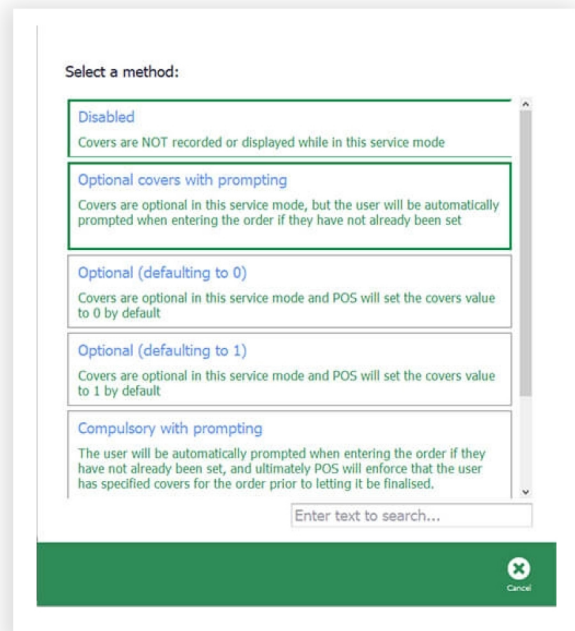 Select a method:
Disabled
Covers are NOT recorded or displayed while in this service mode
Optional covers with prompting
Covers are optional in this service mode, but the user will be automatically
prompted when entering the order if they have not already been set
Optional (defaulting to 0)
Covers are optional in this service mode and POS will set the covers value
to 0 by default
Optional (defaulting to 1)
Covers are optional in this service mode and POS will set the covers value
to 1 by default
Compulsory with prompting
The user will be automatically prompted when entering the order if they
have not already been set, and ultimately POS will enforce that the user
has specified covers for the order prior to letting it be finalised.
Enter text to search...
Cancel